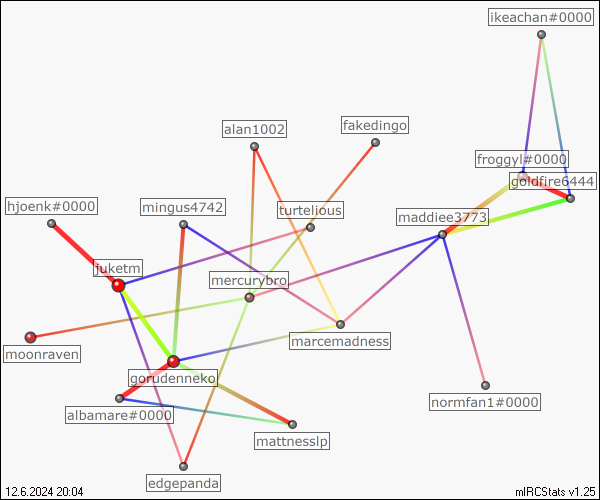 ikeachan#0000
fakedingo
alan1002
froggyl#0000
goldfire6444
hjoenk#0000
mingus4742
turtelious
maddiee3773
juketm
mercurybro
marcemadness
moonraven
gorudenneko
normfan1#0000
albamare#0000
mattnesslp
edgepanda
12.6.2024 20:04
mIRCStats v1.25